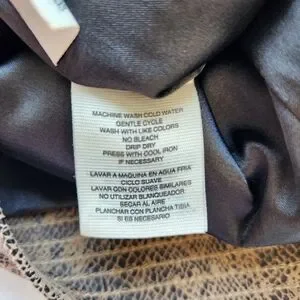 MACHINE WASH COLD WATER
GENTLE CYCLE
WASH WITH LIKE COLORS
NO BLEACH
DRIP DRY
PRESS WITH COOL IRON
IF NECESSARY
LAVAR A MAQUINA EN AGUA FRIA
CICLO SUAVE
LAVAR CON COLORES SIMILARES
NO UTILIZAR BLANQUEADER
SECAR AL AIRE
PLANCHAR CON PLANCHA TIBIA
SI ES NECESARIO